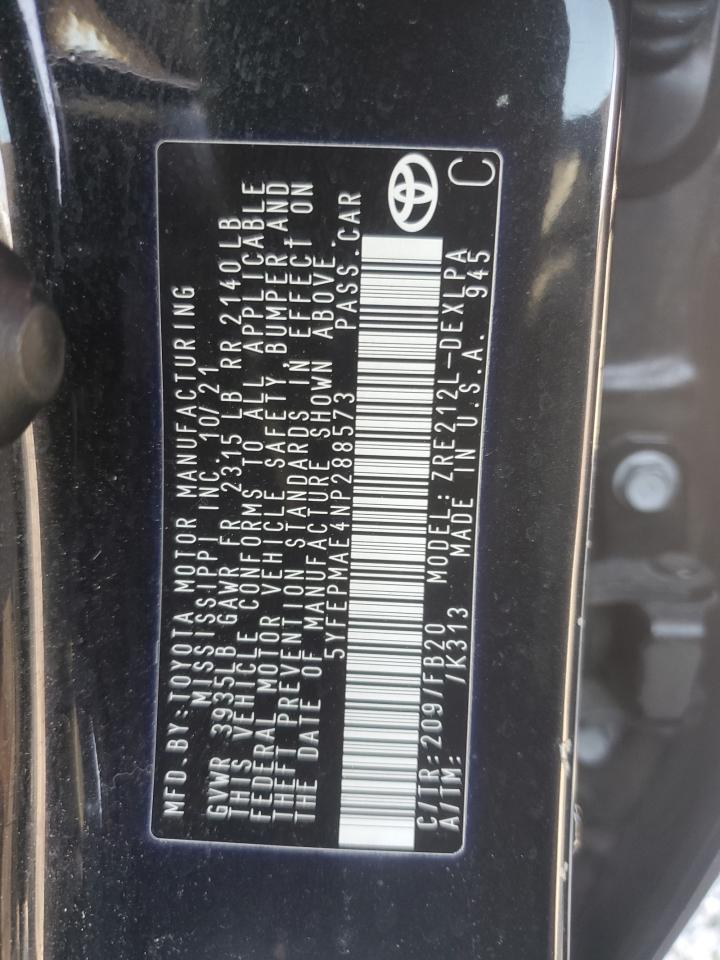 MFD.BY:TOYOTA MOTOR MANUFACTURING
MISSISSIPPI INC.10/21
GVWR 3935LB GAWR FR 2315 LB RR 2140LB
THIS VEHICLE CONFORMS TO ALL APPLICABLE
FEDERAL MOTOR VEHICLE SAFETY, BUMPER, AND
THEFT PREVENTION STANDARDS IN EFFECT ON
THE DATE OF MANUFACTURE SHOWN ABOVE.
5YFEPMAE4NP288573 PASS.CAR
C/TR:209/FB20 MODEL:ZRE212L-DEXLPA
A/TM: /K313 MADE IN U.S.A. 945
C